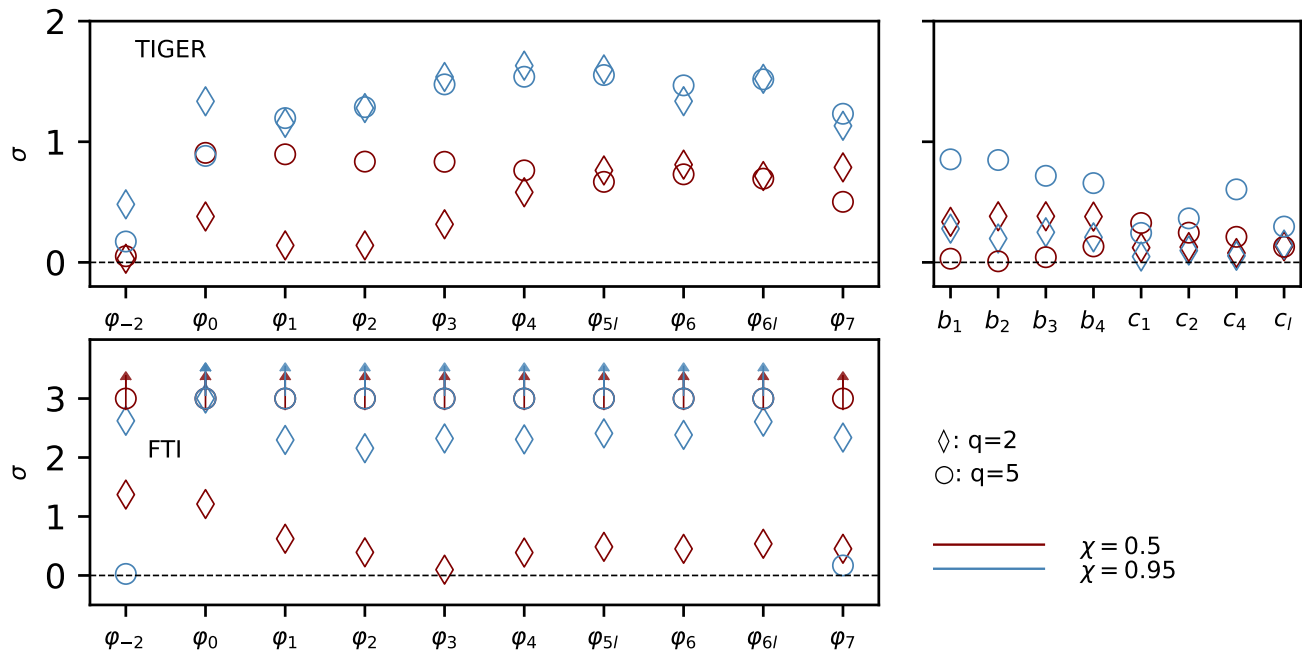 2
TIGER
1
σ
0
φ₋₂ φ₀ φ₁ φ₂ φ₃ φ₄ φ₅ₗ φ₆ φ₆ₗ φ₇
b₁ b₂ b₃ b₄ c₁ c₂ c₄ cₗ
3
2
FTI
σ
1
0
φ₋₂ φ₀ φ₁ φ₂ φ₃ φ₄ φ₅ₗ φ₆ φ₆ₗ φ₇
◊: q=2
○: q=5
χ = 0.5
χ = 0.95